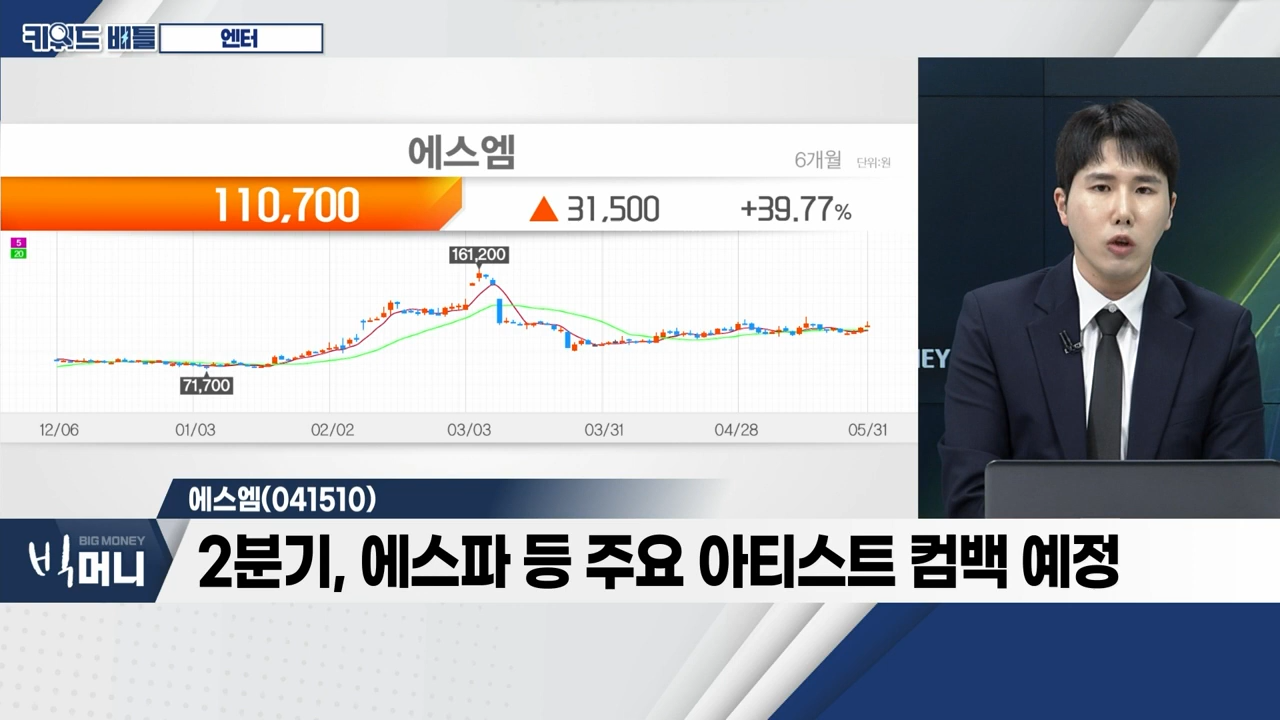 키워드 배틀
엔터
에스엠
6개월 단위:원
110,700 ▲ 31,500 +39.77%
5
20
161,200
71,700
12/06 01/03 02/02 03/03 03/31 04/28 05/31
NEY
에스엠(041510)
BIG MONEY
빅머니
2분기, 에스파 등 주요 아티스트 컴백 예정